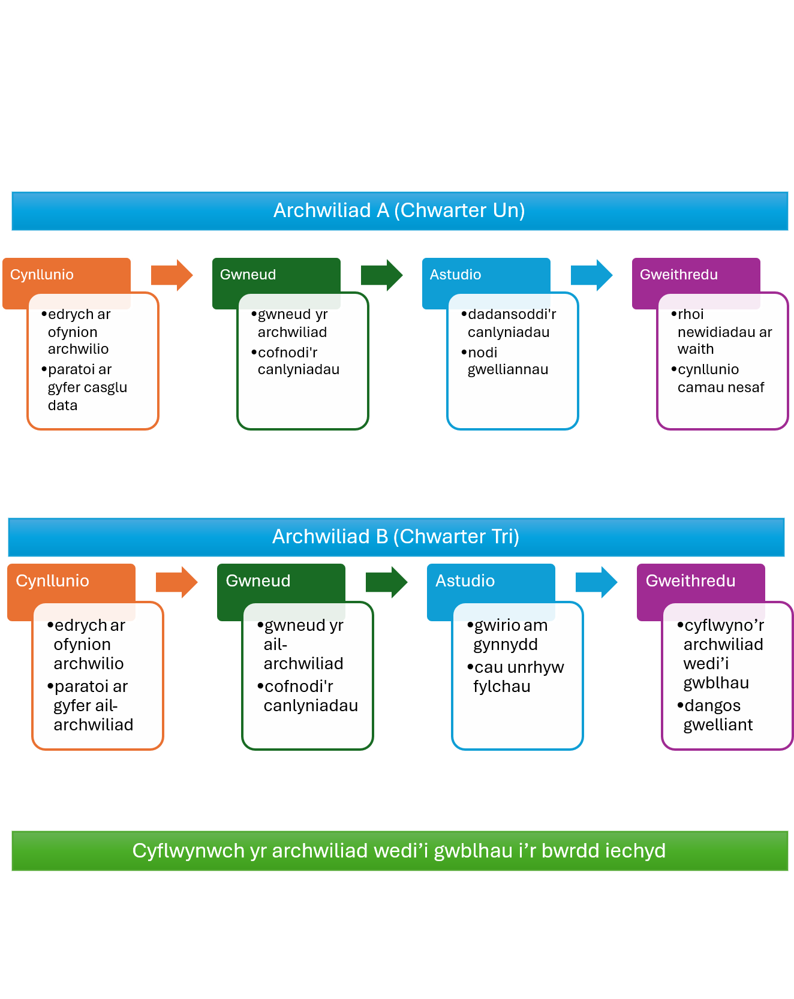 Archwiliad A (Chwarter Un)
Cynllunio
•edrych ar
ofynion
archwilio
•paratoi ar
gyfer casglu
data
Gwneud
•gwneud yr
archwiliad
•cofnodi'r
canlyniadau
Astudio
•dadansoddi'r
canlyniadau
•nodi
gwelliannau
Gweithredu
•rhoi
newidiadau ar
waith
•cynllunio
camau nesaf
Archwiliad B (Chwarter Tri)
Cynllunio
•edrych ar
ofynion
archwilio
•paratoi ar
gyfer ail-
archwiliad
Gwneud
•gwneud yr
ail-
archwiliad
•cofnodi'r
canlyniadau
Astudio
•gwirio am
gynnydd
•cau unrhyw
fylchau
Gweithredu
•cyflwyno’r
archwiliad
wedi’i
gwblhau
•dangos
gwelliant
Cyflwynwch yr archwiliad wedi’i gwblhau i’r bwrdd iechyd